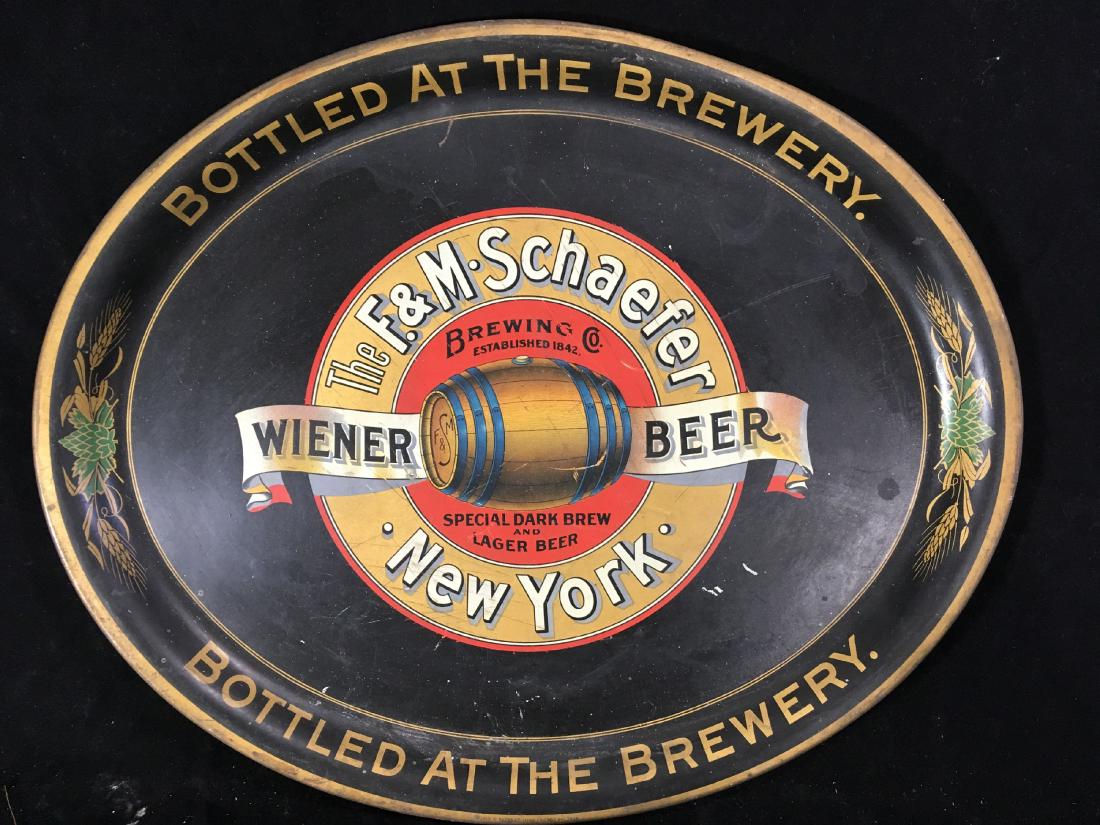 BOTTLED AT THE BREWERY.
The F. & M. Schaefer
BREWING CO.
ESTABLISHED 1842.
WIENER BEER
F & M
S
SPECIAL DARK BREW
AND
LAGER BEER
· New York ·
BOTTLED AT THE BREWERY.